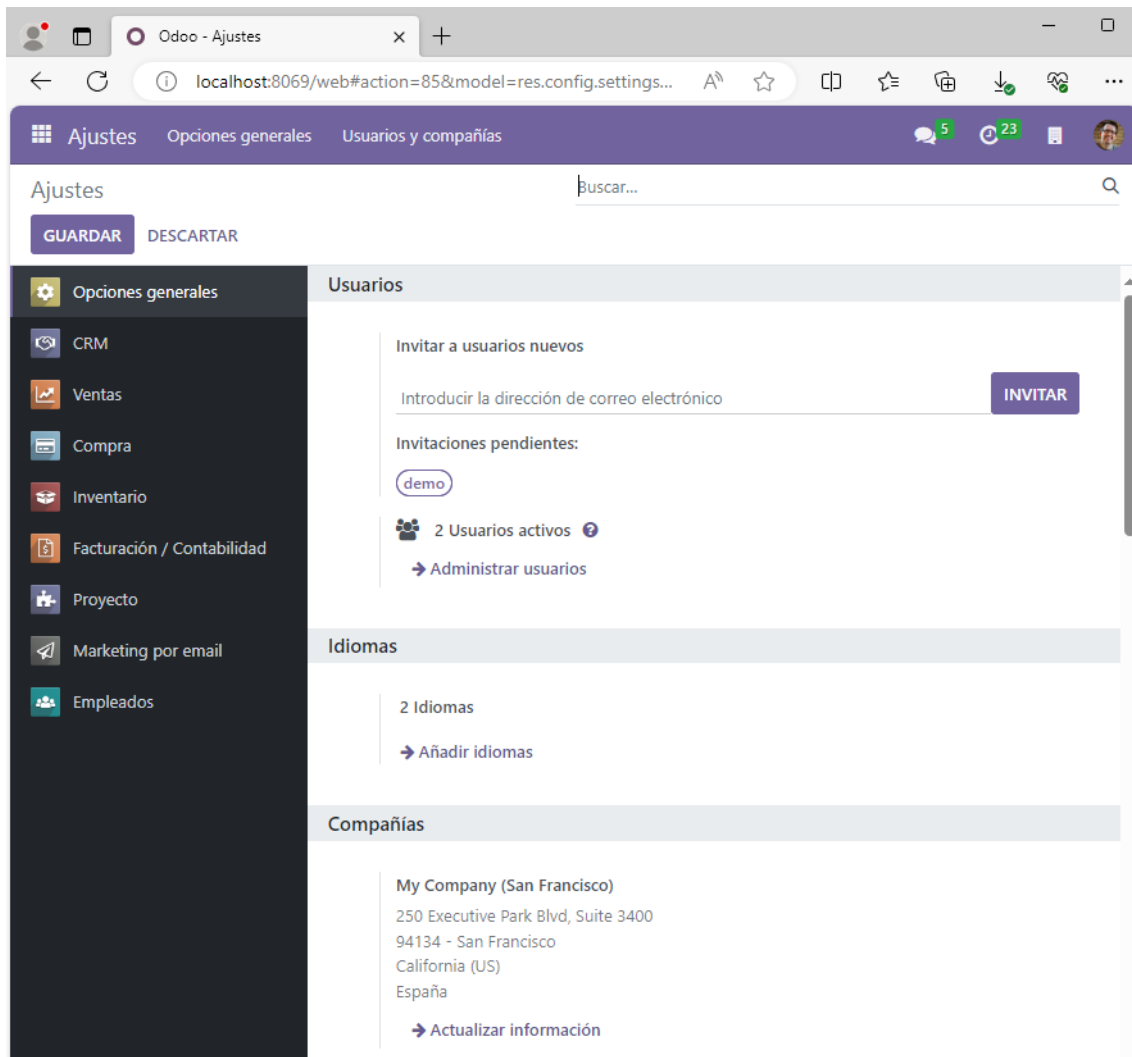 Odoo - Ajustes
localhost:8069/web#action=85&model=res.config.settings...
Ajustes Opciones generales Usuarios y compañías 5 23
Ajustes
Buscar...
GUARDAR DESCARTAR
Opciones generales
CRM
Ventas
Compra
Inventario
Facturación / Contabilidad
Proyecto
Marketing por email
Empleados
Usuarios
Invitar a usuarios nuevos
Introducir la dirección de correo electrónico INVITAR
Invitaciones pendientes:
demo
2 Usuarios activos
Administrar usuarios
Idiomas
2 Idiomas
Añadir idiomas
Compañías
My Company (San Francisco)
250 Executive Park Blvd, Suite 3400
94134 - San Francisco
California (US)
España
Actualizar información